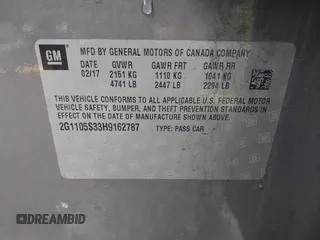 GM
MFD BY GENERAL MOTORS OF CANADA COMPANY
DATE GVWR GAWR FRT GAWR RR
02/17 2151 KG 1110 KG 1041 KG
4741 LB 2447 LB 2294 LB
THIS VEHICLE CONFORMS TO ALL APPLICABLE U.S. FEDERAL MOTOR
VEHICLE SAFETY, BUMPER, AND THEFT PREVENTION STANDARDS
IN EFFECT ON THE DATE OF MANUFACTURE SHOWN ABOVE.
2G1105S33H9162787 TYPE: PASS CAR
DREAMBID